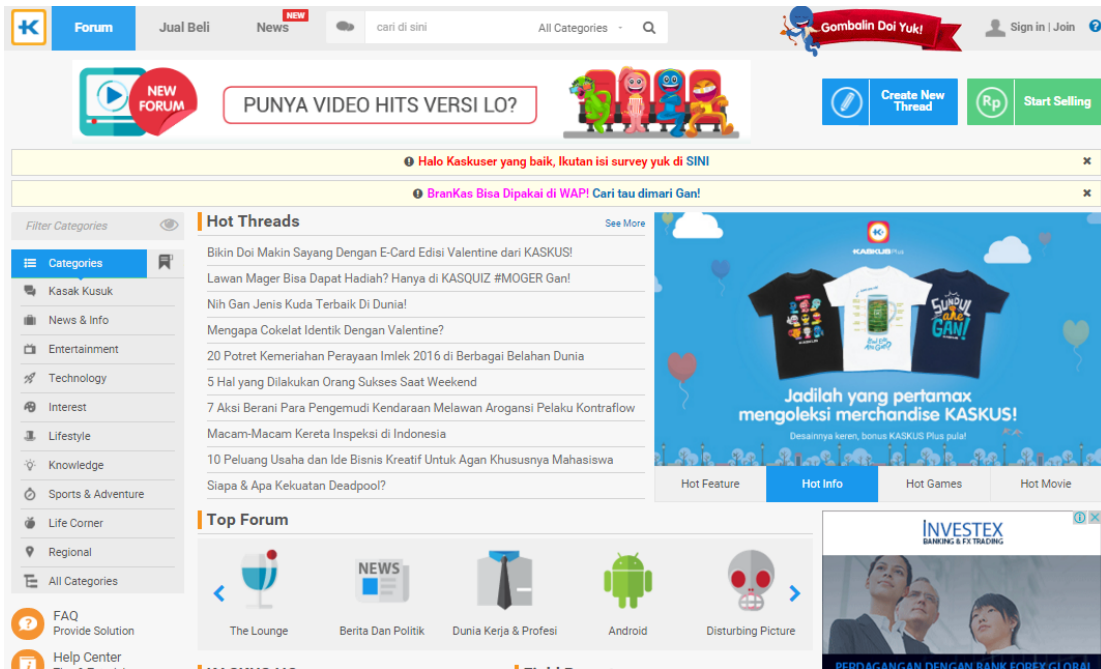 Forum
Jual Beli
News
NEW
cari di sini
All Categories
Gombalin Doi Yuk!
Sign in | Join
NEW
FORUM
PUNYA VIDEO HITS VERSI LO?
Create New
Thread
Rp
Start Selling
Halo Kaskuser yang baik, Ikutan isi survey yuk di SINI
BranKas Bisa Dipakai di WAP! Cari tau dimari Gan!
Filter Categories
Categories
Kasak Kusuk
News & Info
Entertainment
Technology
Interest
Lifestyle
Knowledge
Sports & Adventure
Life Corner
Regional
All Categories
FAQ
Provide Solution
Help Center
Hot Threads
See More
Bikin Doi Makin Sayang Dengan E-Card Edisi Valentine dari KASKUS!
Lawan Mager Bisa Dapat Hadiah? Hanya di KASQUIZ #MOGER Gan!
Nih Gan Jenis Kuda Terbaik Di Dunia!
Mengapa Cokelat Identik Dengan Valentine?
20 Potret Kemeriahan Perayaan Imlek 2016 di Berbagai Belahan Dunia
5 Hal yang Dilakukan Orang Sukses Saat Weekend
7 Aksi Berani Para Pengemudi Kendaraan Melawan Arogansi Pelaku Kontraflow
Macam-Macam Kereta Inspeksi di Indonesia
10 Peluang Usaha dan Ide Bisnis Kreatif Untuk Agan Khususnya Mahasiswa
Siapa & Apa Kekuatan Deadpool?
KASKUS Plus
SUNDUL
ahe
GAN!
Jadilah yang pertamax
mengoleksi merchandise KASKUS!
Desainnya keren, bonus KASKUS Plus pula!
Hot Feature
Hot Info
Hot Games
Hot Movie
Top Forum
NEWS
The Lounge
Berita Dan Politik
Dunia Kerja & Profesi
Android
Disturbing Picture
INVESTEX
BANKING & FX TRADING
PERDAGANGAN DENGAN BANK FOREX GLOBAL